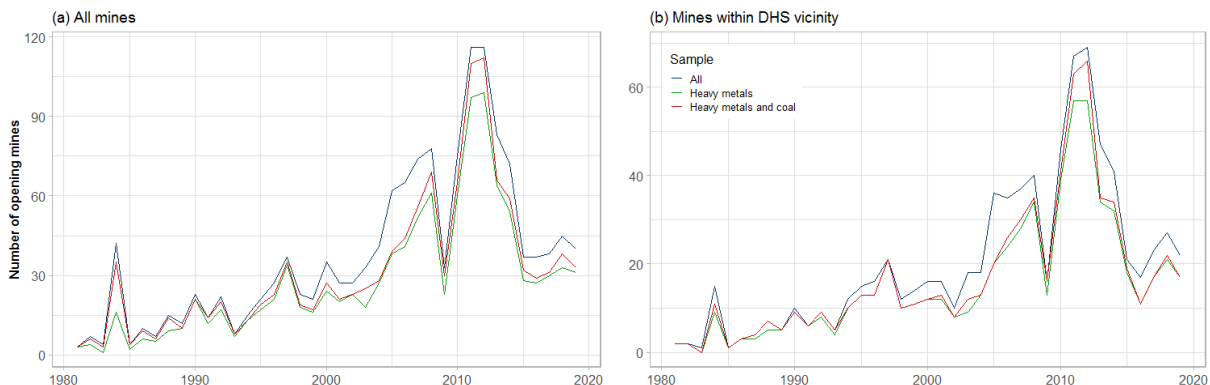 (a) All mines
Number of opening mines
120
90
60
30
0
1980
1990
2000
2010
2020
(b) Mines within DHS vicinity
Sample
All
Heavy metals
Heavy metals and coal
60
40
20
0
1980
1990
2000
2010
2020